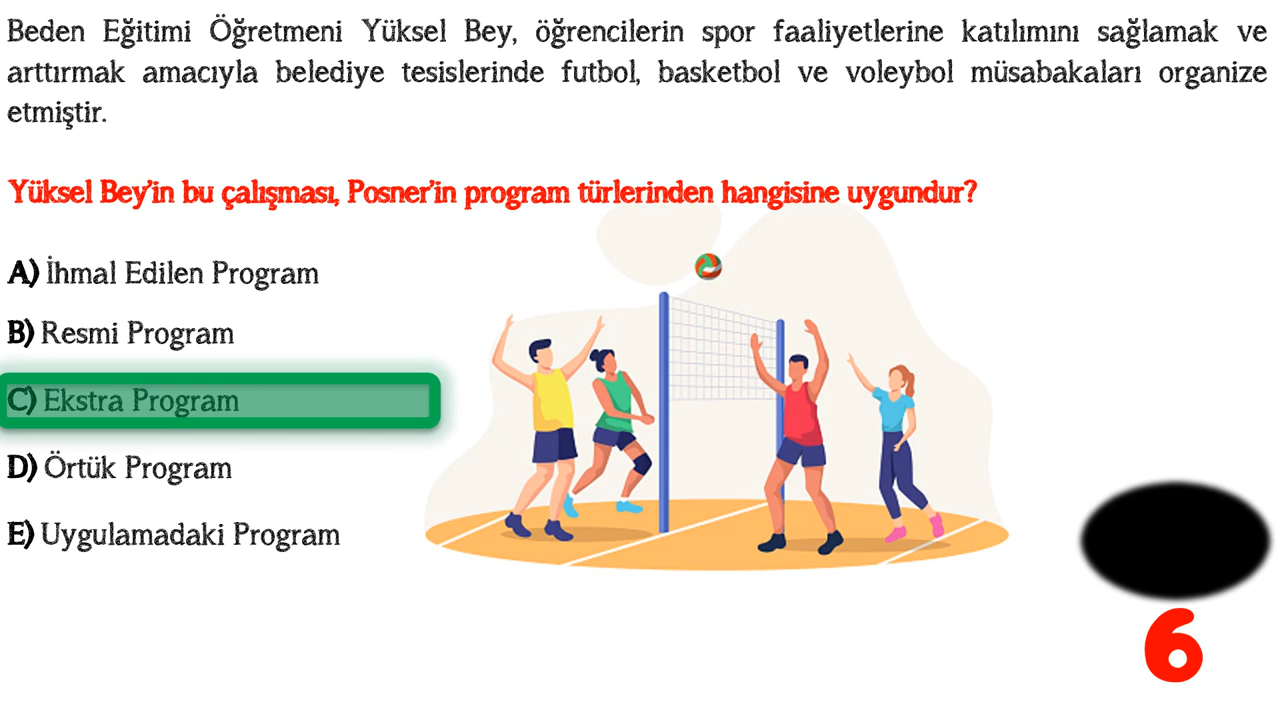 Beden Eğitimi Öğretmeni Yüksel Bey, öğrencilerin spor faaliyetlerine katılımını sağlamak ve
arttırmak amacıyla belediye tesislerinde futbol, basketbol ve voleybol müsabakaları organize
etmiştir.
Yüksel Bey'in bu çalışması, Posner'in program türlerinden hangisine uygundur?
A) İhmal Edilen Program
B) Resmi Program
C) Ekstra Program
D) Örtük Program
E) Uygulamadaki Program
6